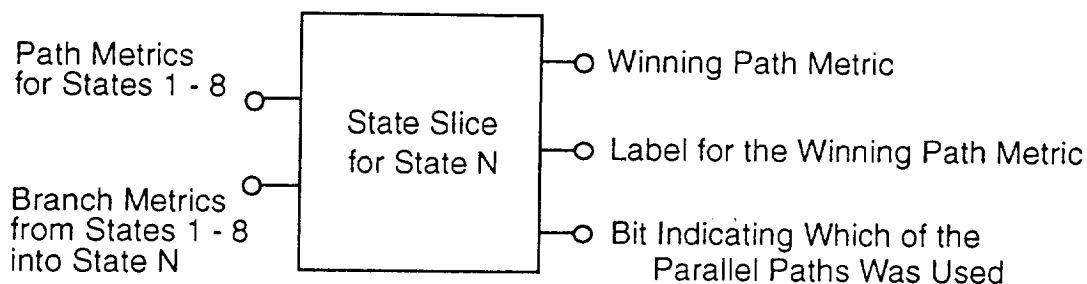 Path Metrics
for States 1 - 8
Branch Metrics
from States 1 - 8
into State N
State Slice
for State N
Winning Path Metric
Label for the Winning Path Metric
Bit Indicating Which of the
Parallel Paths Was Used